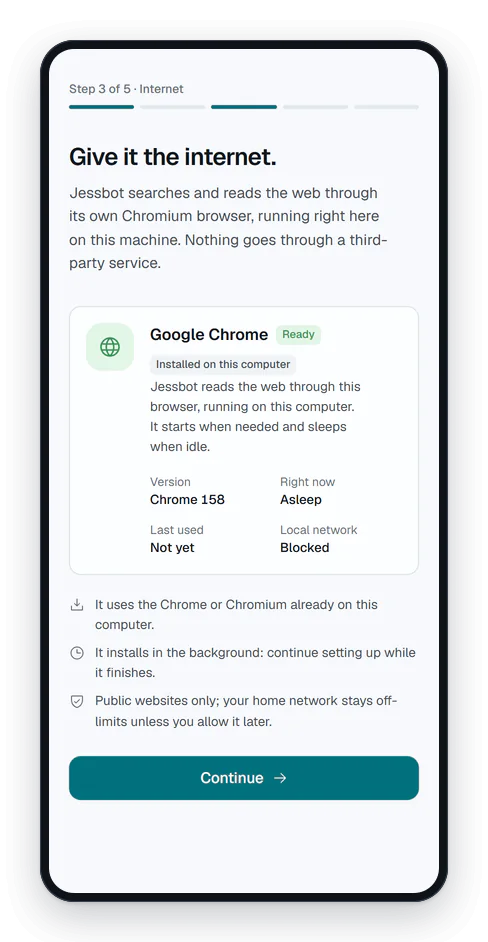 Step 3 of 5 · Internet
Give it the internet.
Jessbot searches and reads the web through
its own Chromium browser, running right here
on this machine. Nothing goes through a third-
party service.
Google Chrome Ready
Installed on this computer
Jessbot reads the web through this
browser, running on this computer.
It starts when needed and sleeps
when idle.
Version
Chrome 158
Right now
Asleep
Last used
Not yet
Local network
Blocked
It uses the Chrome or Chromium already on this
computer.
It installs in the background: continue setting up while
it finishes.
Public websites only; your home network stays off-
limits unless you allow it later.
Continue →